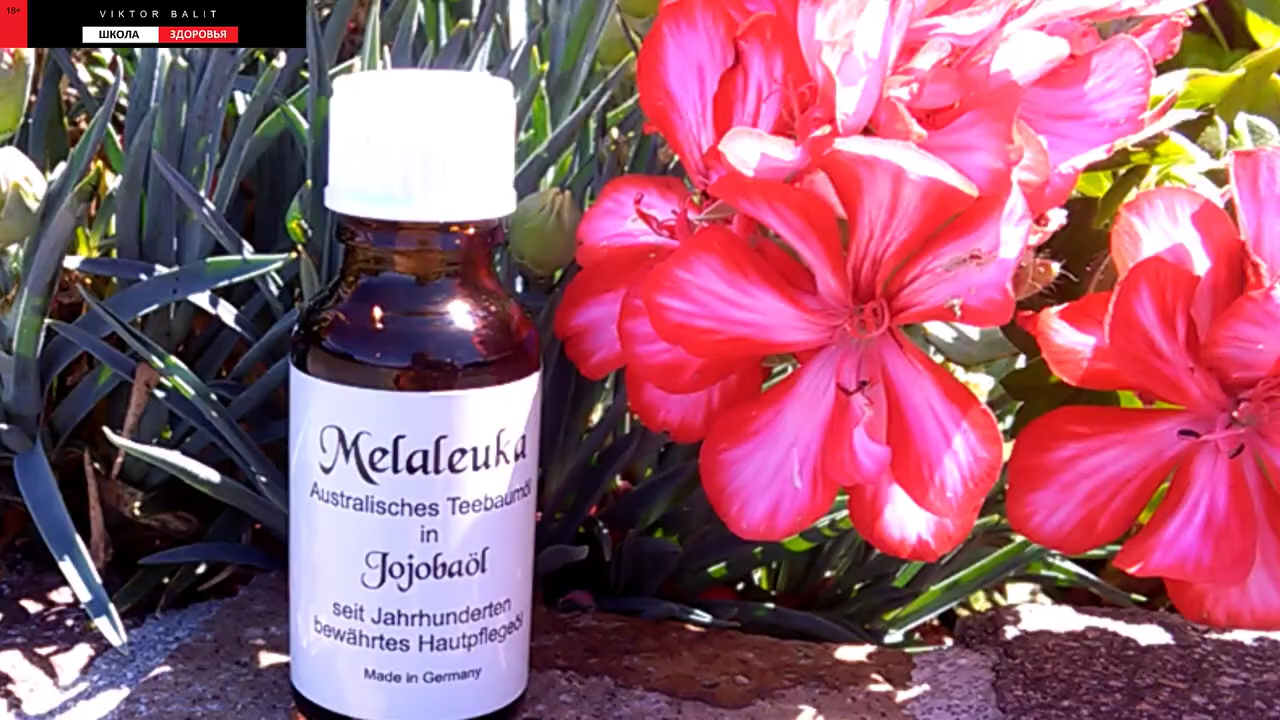 18+
VIKTOR BALIT
ШКОЛА ЗДОРОВЬЯ
Melaleuka
Australisches Teebaumöl
in
Jojobaöl
seit Jahrhunderten
bewährtes Hautpflegeöl
Made in Germany